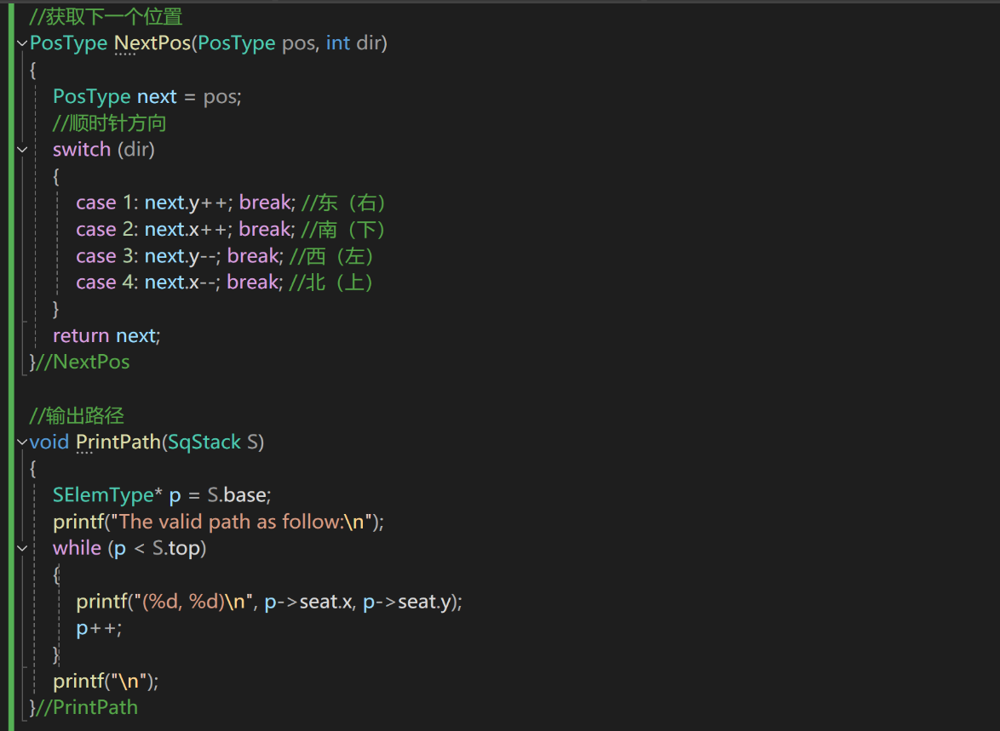 //获取下一个位置
PosType NextPos(PosType pos, int dir)
{
PosType next = pos;
//顺时针方向
switch (dir)
{
case 1: next.y++; break; //东（右）
case 2: next.x++; break; //南（下）
case 3: next.y--; break; //西（左）
case 4: next.x--; break; //北（上）
}
return next;
}//NextPos
//输出路径
void PrintPath(SqStack S)
{
SElemType* p = S.base;
printf("The valid path as follow:\n");
while (p < S.top)
{
printf("(%d, %d)\n", p->seat.x, p->seat.y);
p++;
}
printf("\n");
}//PrintPath